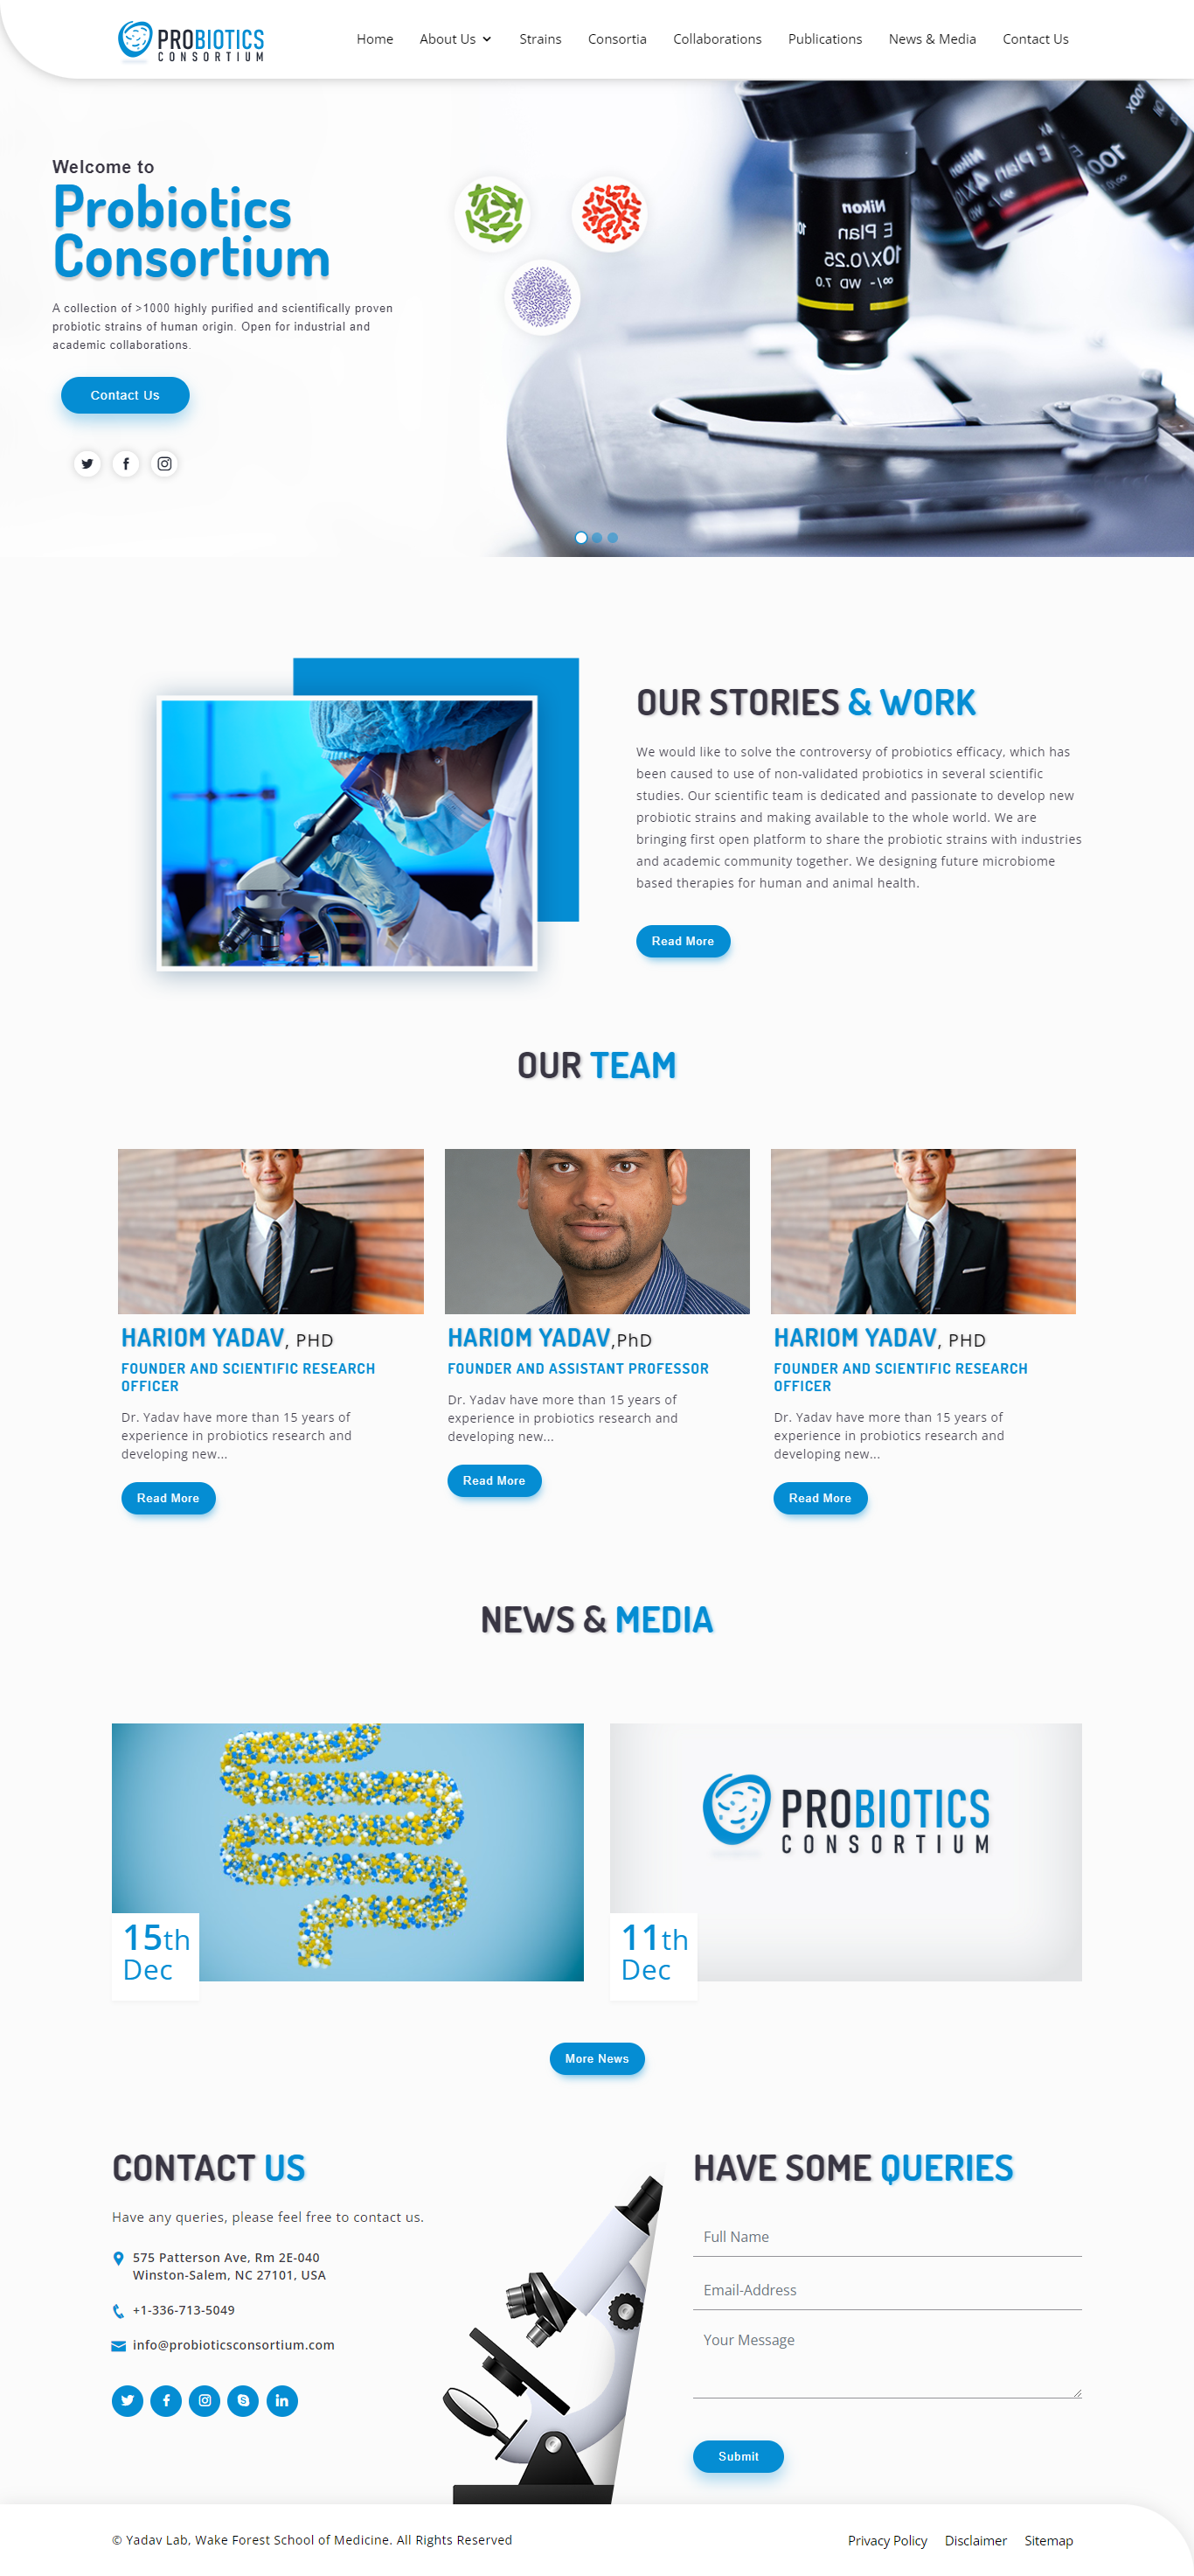 PROBIOTICS
CONSORTIUM
Home
About Us
Strains
Consortia
Collaborations
Publications
News & Media
Contact Us
Welcome to
Probiotics
Consortium
A collection of >1000 highly purified and scientifically proven
probiotic strains of human origin. Open for industrial and
academic collaborations.
Contact Us
Nikon
E Plan
10X/0.25
∞/- WD 7.0
Nikon
E Plan
100X
OUR STORIES & WORK
We would like to solve the controversy of probiotics efficacy, which has
been caused to use of non-validated probiotics in several scientific
studies. Our scientific team is dedicated and passionate to develop new
probiotic strains and making available to the whole world. We are
bringing first open platform to share the probiotic strains with industries
and academic community together. We designing future microbiome
based therapies for human and animal health.
Read More
OUR TEAM
HARIOM YADAV, PHD
FOUNDER AND SCIENTIFIC RESEARCH
OFFICER
Dr. Yadav have more than 15 years of
experience in probiotics research and
developing new...
Read More
HARIOM YADAV,PhD
FOUNDER AND ASSISTANT PROFESSOR
Dr. Yadav have more than 15 years of
experience in probiotics research and
developing new...
Read More
HARIOM YADAV, PHD
FOUNDER AND SCIENTIFIC RESEARCH
OFFICER
Dr. Yadav have more than 15 years of
experience in probiotics research and
developing new...
Read More
NEWS & MEDIA
15th
Dec
PROBIOTICS
CONSORTIUM
11th
Dec
More News
CONTACT US
Have any queries, please feel free to contact us.
575 Patterson Ave, Rm 2E-040
Winston-Salem, NC 27101, USA
+1-336-713-5049
info@probioticsconsortium.com
HAVE SOME QUERIES
Full Name
Email-Address
Your Message
Submit
© Yadav Lab, Wake Forest School of Medicine. All Rights Reserved
Privacy Policy
Disclaimer
Sitemap